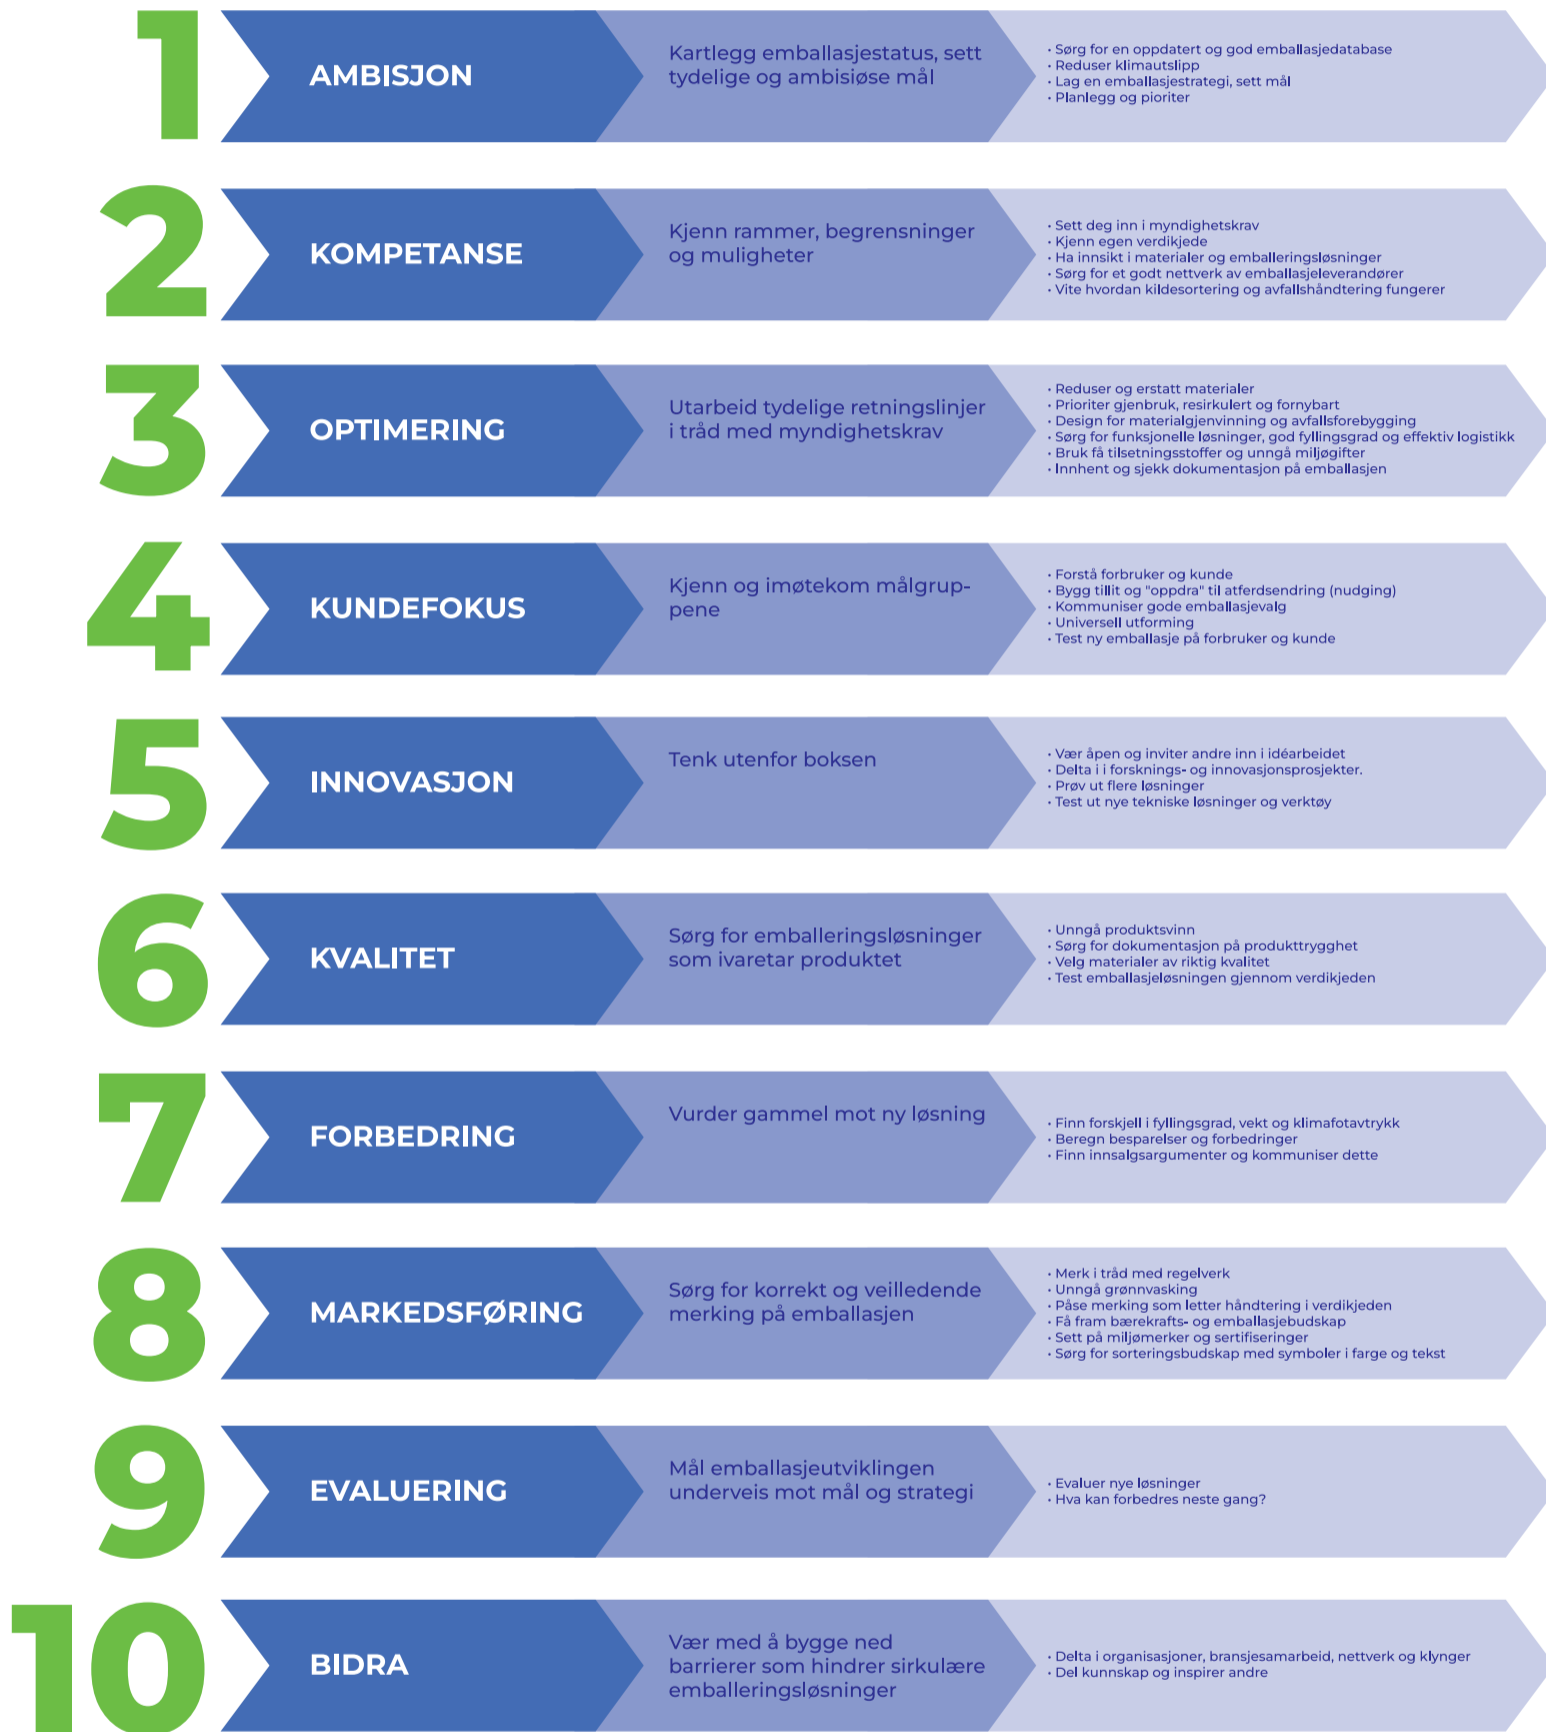 1
AMBISJON
Kartlegg emballasjestatus, sett
tydelige og ambisiøse mål
• Sørg for en oppdatert og god emballasjedatabase
• Reduser klimautslipp
• Lag en emballasjestrategi, sett mål
• Planlegg og pioriter
2
KOMPETANSE
Kjenn rammer, begrensninger
og muligheter
• Sett deg inn i myndighetskrav
• Kjenn egen verdikjede
• Ha innsikt i materialer og emballeringsløsninger
• Sørg for et godt nettverk av emballasjeleverandører
• Vite hvordan kildesortering og avfallshåndtering fungerer
3
OPTIMERING
Utarbeid tydelige retningslinjer
i tråd med myndighetskrav
• Reduser og erstatt materialer
• Prioriter gjenbruk, resirkulert og fornybart
• Design for materialgjenvinning og avfallsforebygging
• Sørg for funksjonelle løsninger, god fyllingsgrad og effektiv logistikk
• Bruk få tilsetningsstoffer og unngå miljøgifter
• Innhent og sjekk dokumentasjon på emballasjen
4
KUNDEFOKUS
Kjenn og imøtekom målgrup-
pene
• Forstå forbruker og kunde
• Bygg tillit og "oppdra" til atferdsendring (nudging)
• Kommuniser gode emballasjevalg
• Universell utforming
• Test ny emballasje på forbruker og kunde
5
INNOVASJON
Tenk utenfor boksen
• Vær åpen og inviter andre inn i idéarbeidet
• Delta i i forsknings- og innovasjonsprosjekter.
• Prøv ut flere løsninger
• Test ut nye tekniske løsninger og verktøy
6
KVALITET
Sørg for emballeringsløsninger
som ivaretar produktet
• Unngå produktsvinn
• Sørg for dokumentasjon på produkttrygghet
• Velg materialer av riktig kvalitet
• Test emballasjeløsningen gjennom verdikjeden
7
FORBEDRING
Vurder gammel mot ny løsning
• Finn forskjell i fyllingsgrad, vekt og klimafotavtrykk
• Beregn besparelser og forbedringer
• Finn innsalgsargumenter og kommuniser dette
8
MARKEDSFØRING
Sørg for korrekt og veilledende
merking på emballasjen
• Merk i tråd med regelverk
• Unngå grønnvasking
• Påse merking som letter håndtering i verdikjeden
• Få fram bærekrafts- og emballasjebudskap
• Sett på miljømerker og sertifiseringer
• Sørg for sorteringsbudskap med symboler i farge og tekst
9
EVALUERING
Mål emballasjeutviklingen
underveis mot mål og strategi
• Evaluer nye løsninger
• Hva kan forbedres neste gang?
10
BIDRA
Vær med å bygge ned
barrierer som hindrer sirkulære
emballeringsløsninger
• Delta i organisasjoner, bransjesamarbeid, nettverk og klynger
• Del kunnskap og inspirer andre